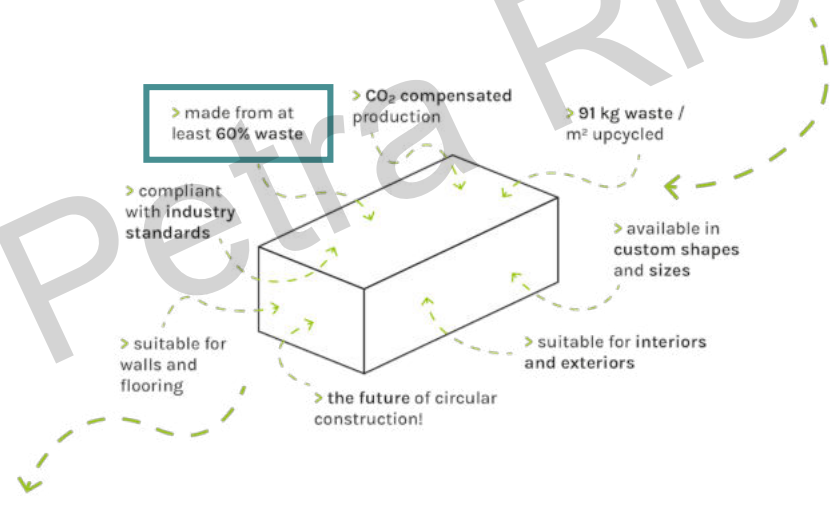 > made from at
least 60% waste
> CO₂ compensated
production
> 91 kg waste /
m² upcycled
> compliant
with industry
standards
> available in
custom shapes
and sizes
> suitable for
walls and
flooring
> suitable for interiors
and exteriors
> the future of circular
construction!
Petra